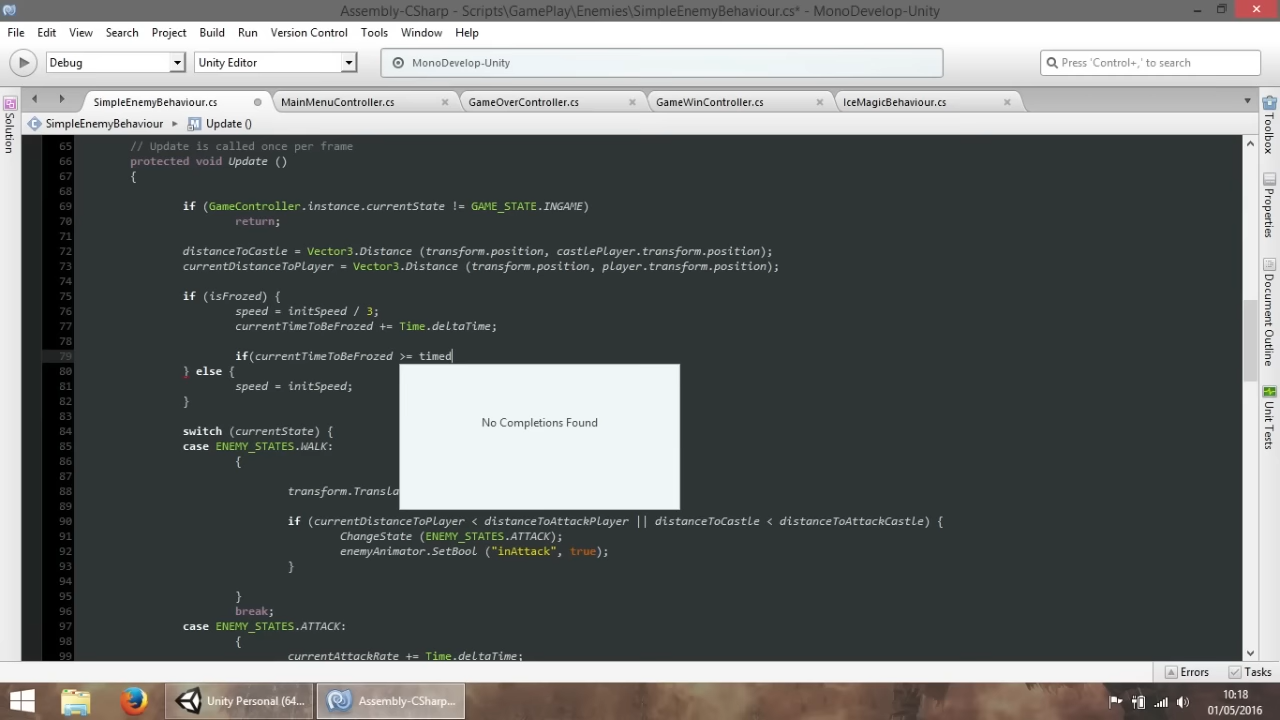 Assembly-CSharp - Scripts\GamePlay\Enemies\SimpleEnemyBehaviour.cs* - MonoDevelop-Unity
File Edit View Search Project Build Run Version Control Tools Window Help
Debug Unity Editor MonoDevelop-Unity Press 'Control+,' to search
SimpleEnemyBehaviour.cs MainMenuController.cs GameOverController.cs GameWinController.cs IceMagicBehaviour.cs
SimpleEnemyBehaviour Update ()
Solution
Toolbox
Properties
Document Outline
Unit Tests
65 // Update is called once per frame
66 protected void Update ()
67 {
68
69 if (GameController.instance.currentState != GAME_STATE.INGAME)
70 return;
71
72 distanceToCastle = Vector3.Distance (transform.position, castlePlayer.transform.position);
73 currentDistanceToPlayer = Vector3.Distance (transform.position, player.transform.position);
74
75 if (isFrozed) {
76 speed = initSpeed / 3;
77 currentTimeToBeFrozed += Time.deltaTime;
78
79 if(currentTimeToBeFrozed >= timed
80 } else {
81 speed = initSpeed;
82 }
83
84 switch (currentState) {
85 case ENEMY_STATES.WALK:
86 {
87
88 transform.Transla
89
90 if (currentDistanceToPlayer < distanceToAttackPlayer || distanceToCastle < distanceToAttackCastle) {
91 ChangeState (ENEMY_STATES.ATTACK);
92 enemyAnimator.SetBool ("inAttack", true);
93 }
94
95 }
96 break;
97 case ENEMY_STATES.ATTACK:
98 {
99 currentAttackRate += Time.deltaTime;
No Completions Found
Errors Tasks
Unity Personal (64... Assembly-CSharp...
10:18
01/05/2016